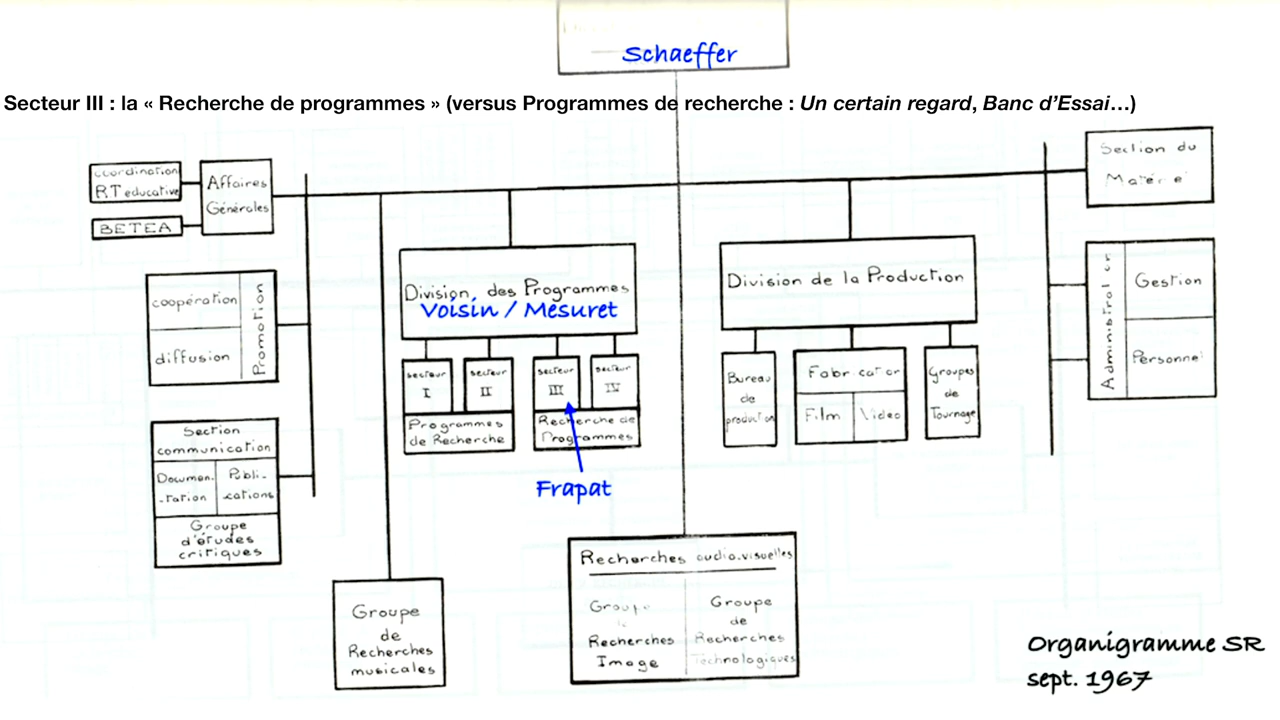 Schaeffer
Secteur III : la « Recherche de programmes » (versus Programmes de recherche : Un certain regard, Banc d'Essai…)
coordination
R.T educative
BETEA
Affaires
Générales
Section du
coopération
diffusion
Promotion
Division des Programmes
Voisin / Mesuret
secteur
I
secteur
II
secteur
III
secteur
IV
Programmes
de Recherche
Recherche de
Programmes
Frapat
Division de la Production
Bureau
de
production
Fabrication
Film
Video
Groupes
de
Tournage
Gestion
Personnel
Section
communication
Documen.
.tation
Publi-
.cations
Groupe
d'études
critiques
Groupe
de
Recherches
musicales
Recherches audio.visuelles
Groupe
de
Recherches
Image
Groupe
de
Recherches
Technologiques
Organigramme SR
sept. 1967